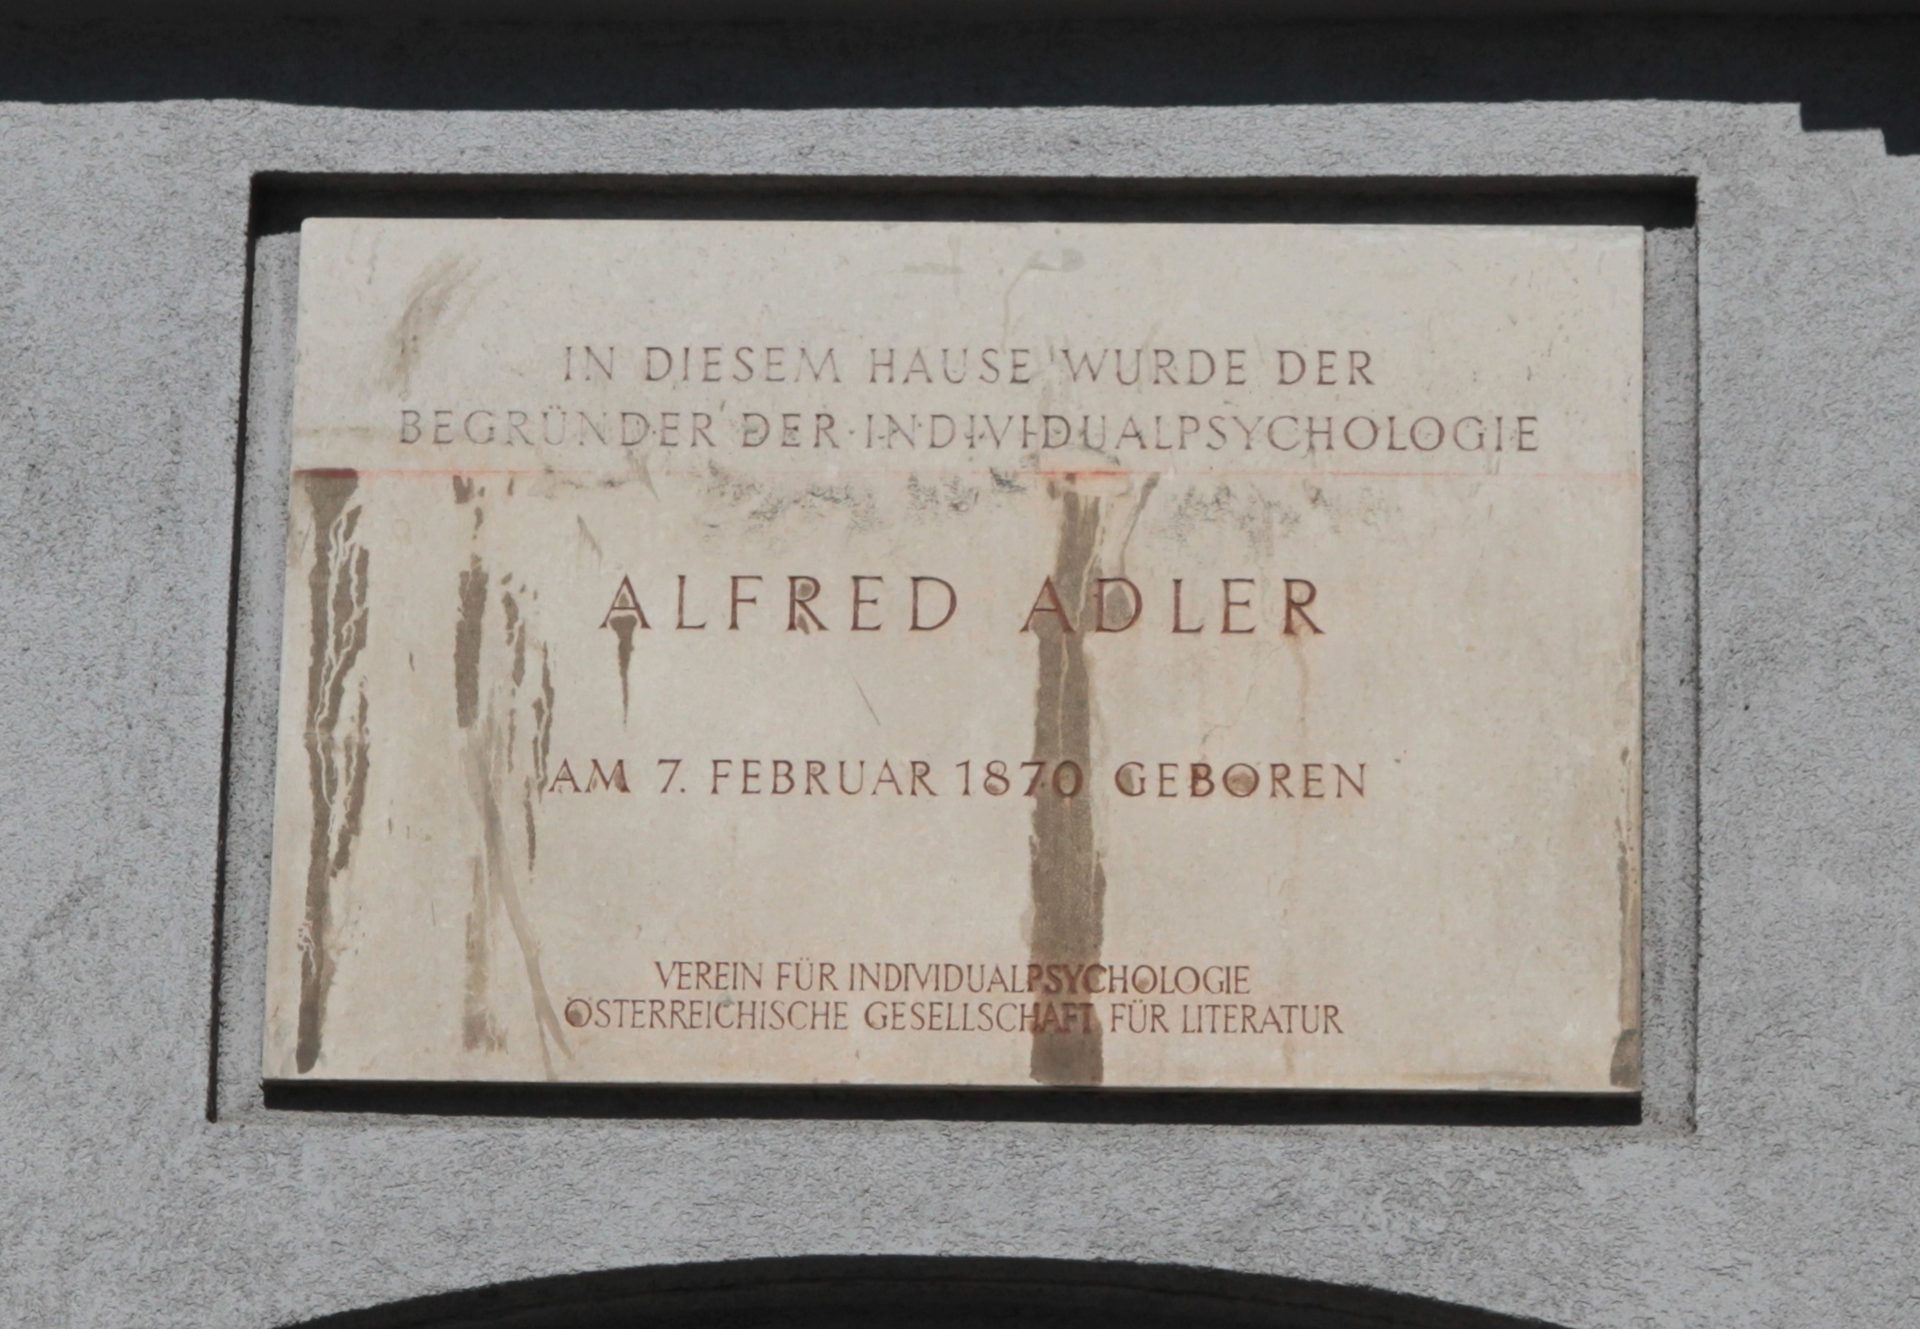 IN DIESEM HAUSE WURDE DER
BEGRÜNDER DER INDIVIDUALPSYCHOLOGIE
ALFRED ADLER
AM 7. FEBRUAR 1870 GEBOREN
VEREIN FÜR INDIVIDUALPSYCHOLOGIE
ÖSTERREICHISCHE GESELLSCHAFT FÜR LITERATUR